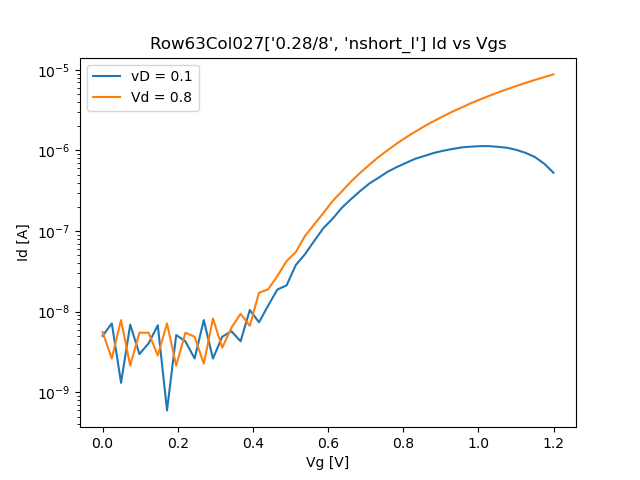 Row63Col027['0.28/8', 'nshort_l'] Id vs Vgs
vD = 0.1
Vd = 0.8
Id [A]
10⁻⁵
10⁻⁶
10⁻⁷
10⁻⁸
10⁻⁹
0.0 0.2 0.4 0.6 0.8 1.0 1.2
Vg [V]